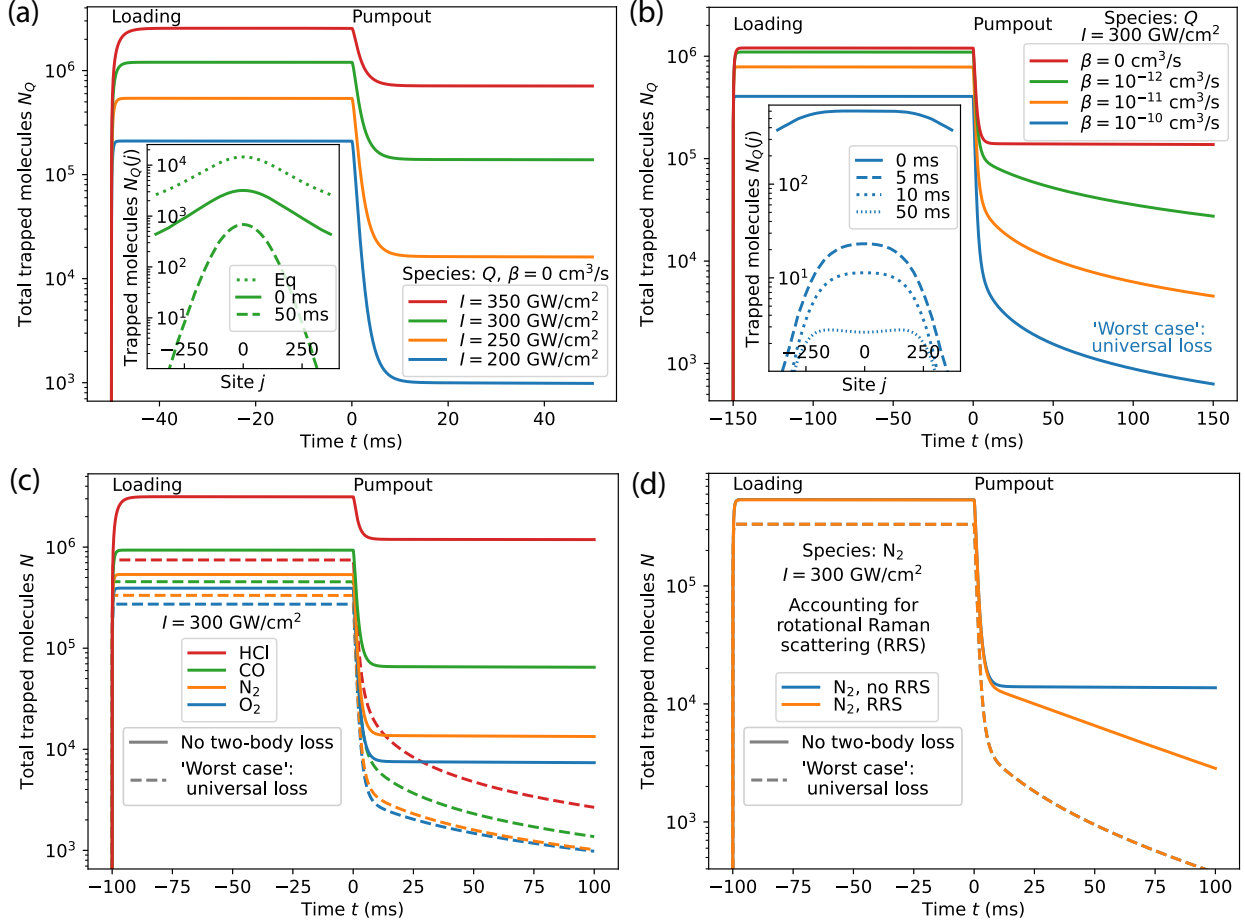 (a)
Loading
Pumpout
Total trapped molecules N_Q
10^6
10^5
10^4
10^3
−40
−20
0
20
40
Time t (ms)
Trapped molecules N_Q(j)
10^4
10^3
10^2
10^1
−250
0
250
Site j
Eq
0 ms
50 ms
Species: Q, β = 0 cm^3/s
I = 350 GW/cm^2
I = 300 GW/cm^2
I = 250 GW/cm^2
I = 200 GW/cm^2
(b)
Loading
Pumpout
Species: Q
I = 300 GW/cm^2
β = 0 cm^3/s
β = 10^−12 cm^3/s
β = 10^−11 cm^3/s
β = 10^−10 cm^3/s
Total trapped molecules N_Q
10^6
10^5
10^4
10^3
−150
−100
−50
0
50
100
150
Time t (ms)
Trapped molecules N_Q(j)
10^2
10^1
−250
0
250
Site j
0 ms
5 ms
10 ms
50 ms
'Worst case':
universal loss
(c)
Loading
Pumpout
Total trapped molecules N
10^6
10^5
10^4
10^3
−100
−75
−50
−25
0
25
50
75
100
Time t (ms)
I = 300 GW/cm^2
HCl
CO
N_2
O_2
No two-body loss
'Worst case':
universal loss
(d)
Loading
Pumpout
Total trapped molecules N
10^5
10^4
10^3
−100
−75
−50
−25
0
25
50
75
100
Time t (ms)
Species: N_2
I = 300 GW/cm^2
Accounting for
rotational Raman
scattering (RRS)
N_2, no RRS
N_2, RRS
No two-body loss
'Worst case':
universal loss